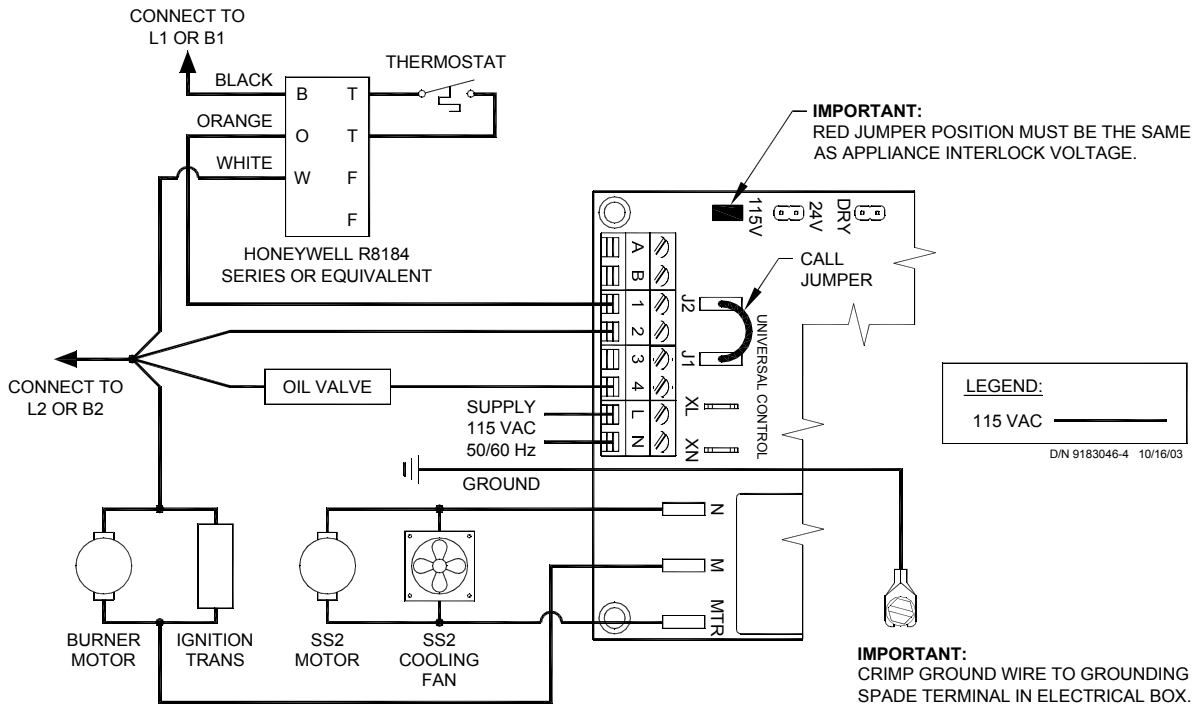 CONNECT TO
L1 OR B1
BLACK
ORANGE
WHITE
B T
O T
W F
F
THERMOSTAT
HONEYWELL R8184
SERIES OR EQUIVALENT
IMPORTANT:
RED JUMPER POSITION MUST BE THE SAME
AS APPLIANCE INTERLOCK VOLTAGE.
115V
24V
DRY
CALL
JUMPER
A
B
1
2
3
4
L
N
J2
J1
XL
XN
UNIVERSAL CONTROL
CONNECT TO
L2 OR B2
OIL VALVE
SUPPLY
115 VAC
50/60 Hz
GROUND
LEGEND:
115 VAC
D/N 9183046-4 10/16/03
N
M
MTR
BURNER
MOTOR
IGNITION
TRANS
SS2
MOTOR
SS2
COOLING
FAN
IMPORTANT:
CRIMP GROUND WIRE TO GROUNDING
SPADE TERMINAL IN ELECTRICAL BOX.